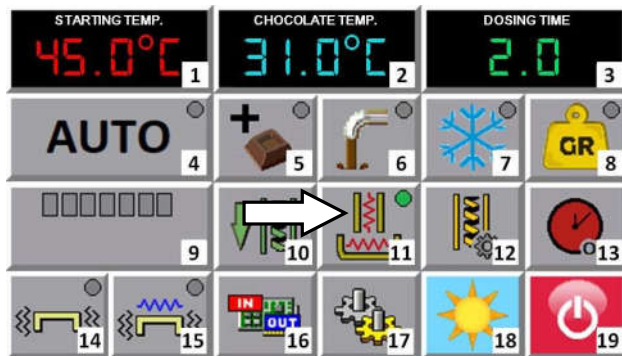 STARTING TEMP. CHOCOLATE TEMP. DOSING TIME
45.0°C 31.0°C 2.0
1 2 3
AUTO GR
4 5 6 7 8
9 10 11 12 13
IN
OUT
14 15 16 17 18 19